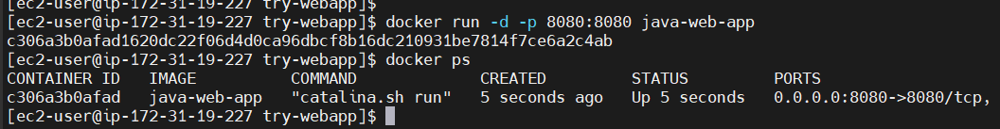 [ec2-user@ip-172-31-19-227 try-webapp]$
[ec2-user@ip-172-31-19-227 try-webapp]$ docker run -d -p 8080:8080 java-web-app
c306a3b0afad1620dc22f06d4d0ca96dbcf8b16dc210931be7814f7ce6a2c4ab
[ec2-user@ip-172-31-19-227 try-webapp]$ docker ps
CONTAINER ID   IMAGE          COMMAND             CREATED         STATUS         PORTS
c306a3b0afad   java-web-app   "catalina.sh run"   5 seconds ago   Up 5 seconds   0.0.0.0:8080->8080/tcp,
[ec2-user@ip-172-31-19-227 try-webapp]$